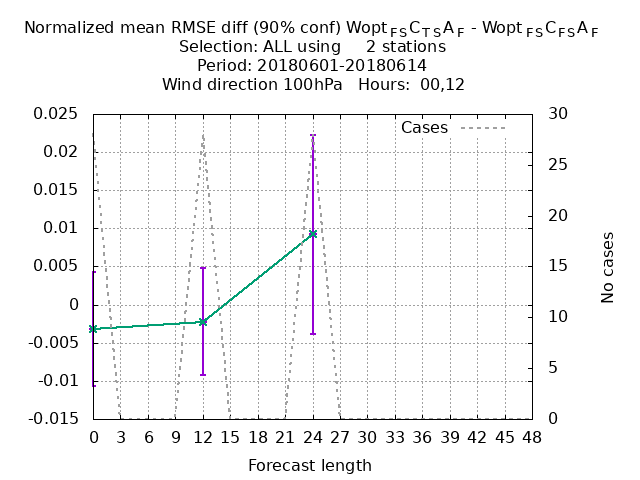 Normalized mean RMSE diff (90% conf) Wopt_FS C_TS A_F - Wopt_FS C_FS A_F
Selection: ALL using     2 stations
Period: 20180601-20180614
Wind direction 100hPa   Hours:  00,12
Cases
0.025
0.02
0.015
0.01
0.005
0
-0.005
-0.01
-0.015
30
25
20
15
10
5
0
No cases
0 3 6 9 12 15 18 21 24 27 30 33 36 39 42 45 48
Forecast length